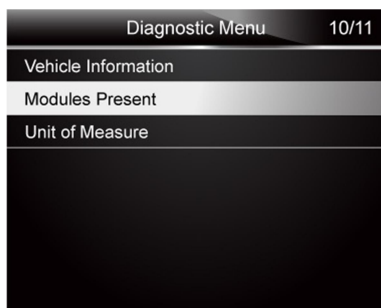 Diagnostic Menu 10/11
Vehicle Information
Modules Present
Unit of Measure